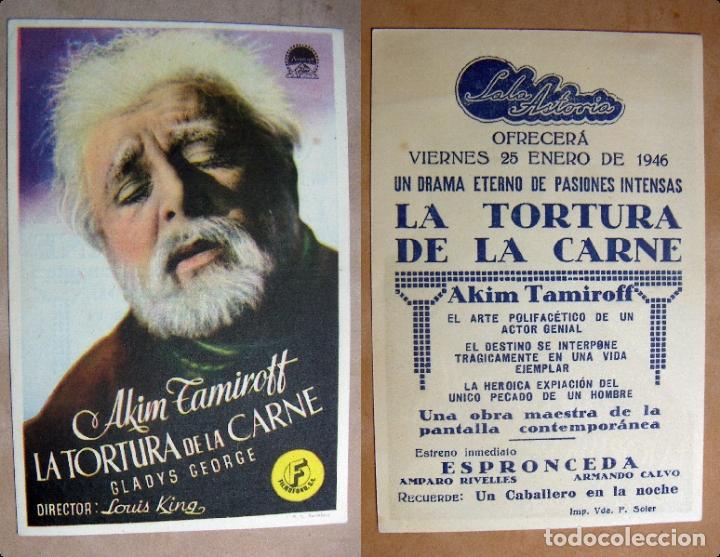 Akim Tamiroff
LA TORTURA DE LA CARNE
GLADYS GEORGE
DIRECTOR: Louis King
F
FILMOFONO, S.A.
Sala
Astoria
OFRECERÁ
VIERNES 25 ENERO DE 1946
UN DRAMA ETERNO DE PASIONES INTENSAS
LA TORTURA
DE LA CARNE
Akim Tamiroff
EL ARTE POLIFACÉTICO DE UN
ACTOR GENIAL
EL DESTINO SE INTERPONE
TRAGICAMENTE EN UNA VIDA
EJEMPLAR
LA HEROICA EXPIACIÓN DEL
UNICO PECADO DE UN HOMBRE
Una obra maestra de la
pantalla contemporánea
Estreno inmediato
ESPRONCEDA
AMPARO RIVELLES ARMANDO CALVO
RECUERDE: Un Caballero en la noche
Imp. Vda. F. Soler
todocoleccion.net